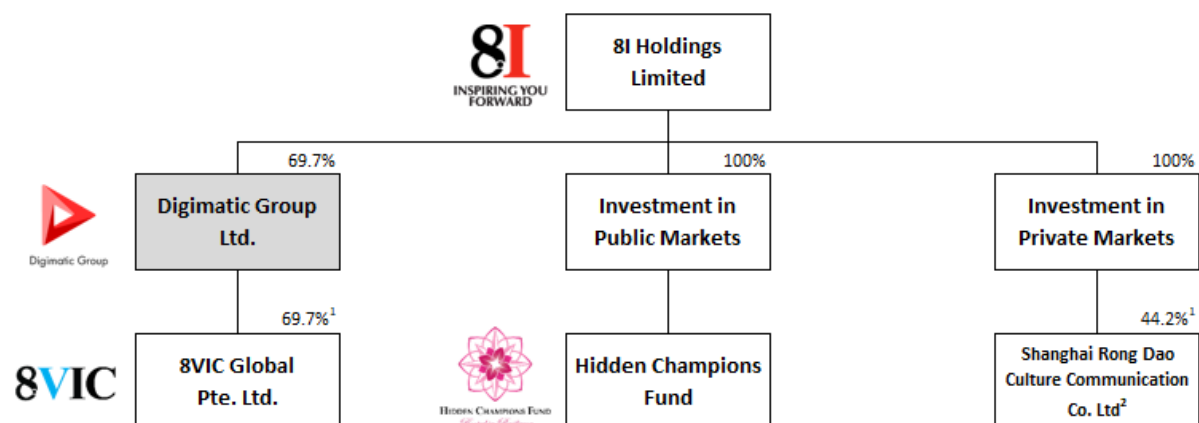 8I
INSPIRING YOU
FORWARD
8I Holdings
Limited
69.7%
100%
100%
Digimatic Group
Digimatic Group
Ltd.
Investment in
Public Markets
Investment in
Private Markets
69.7%¹
44.2%¹
8VIC
8VIC Global
Pte. Ltd.
HIDDEN CHAMPIONS FUND
Hidden Champions
Fund
Shanghai Rong Dao
Culture Communication
Co. Ltd²